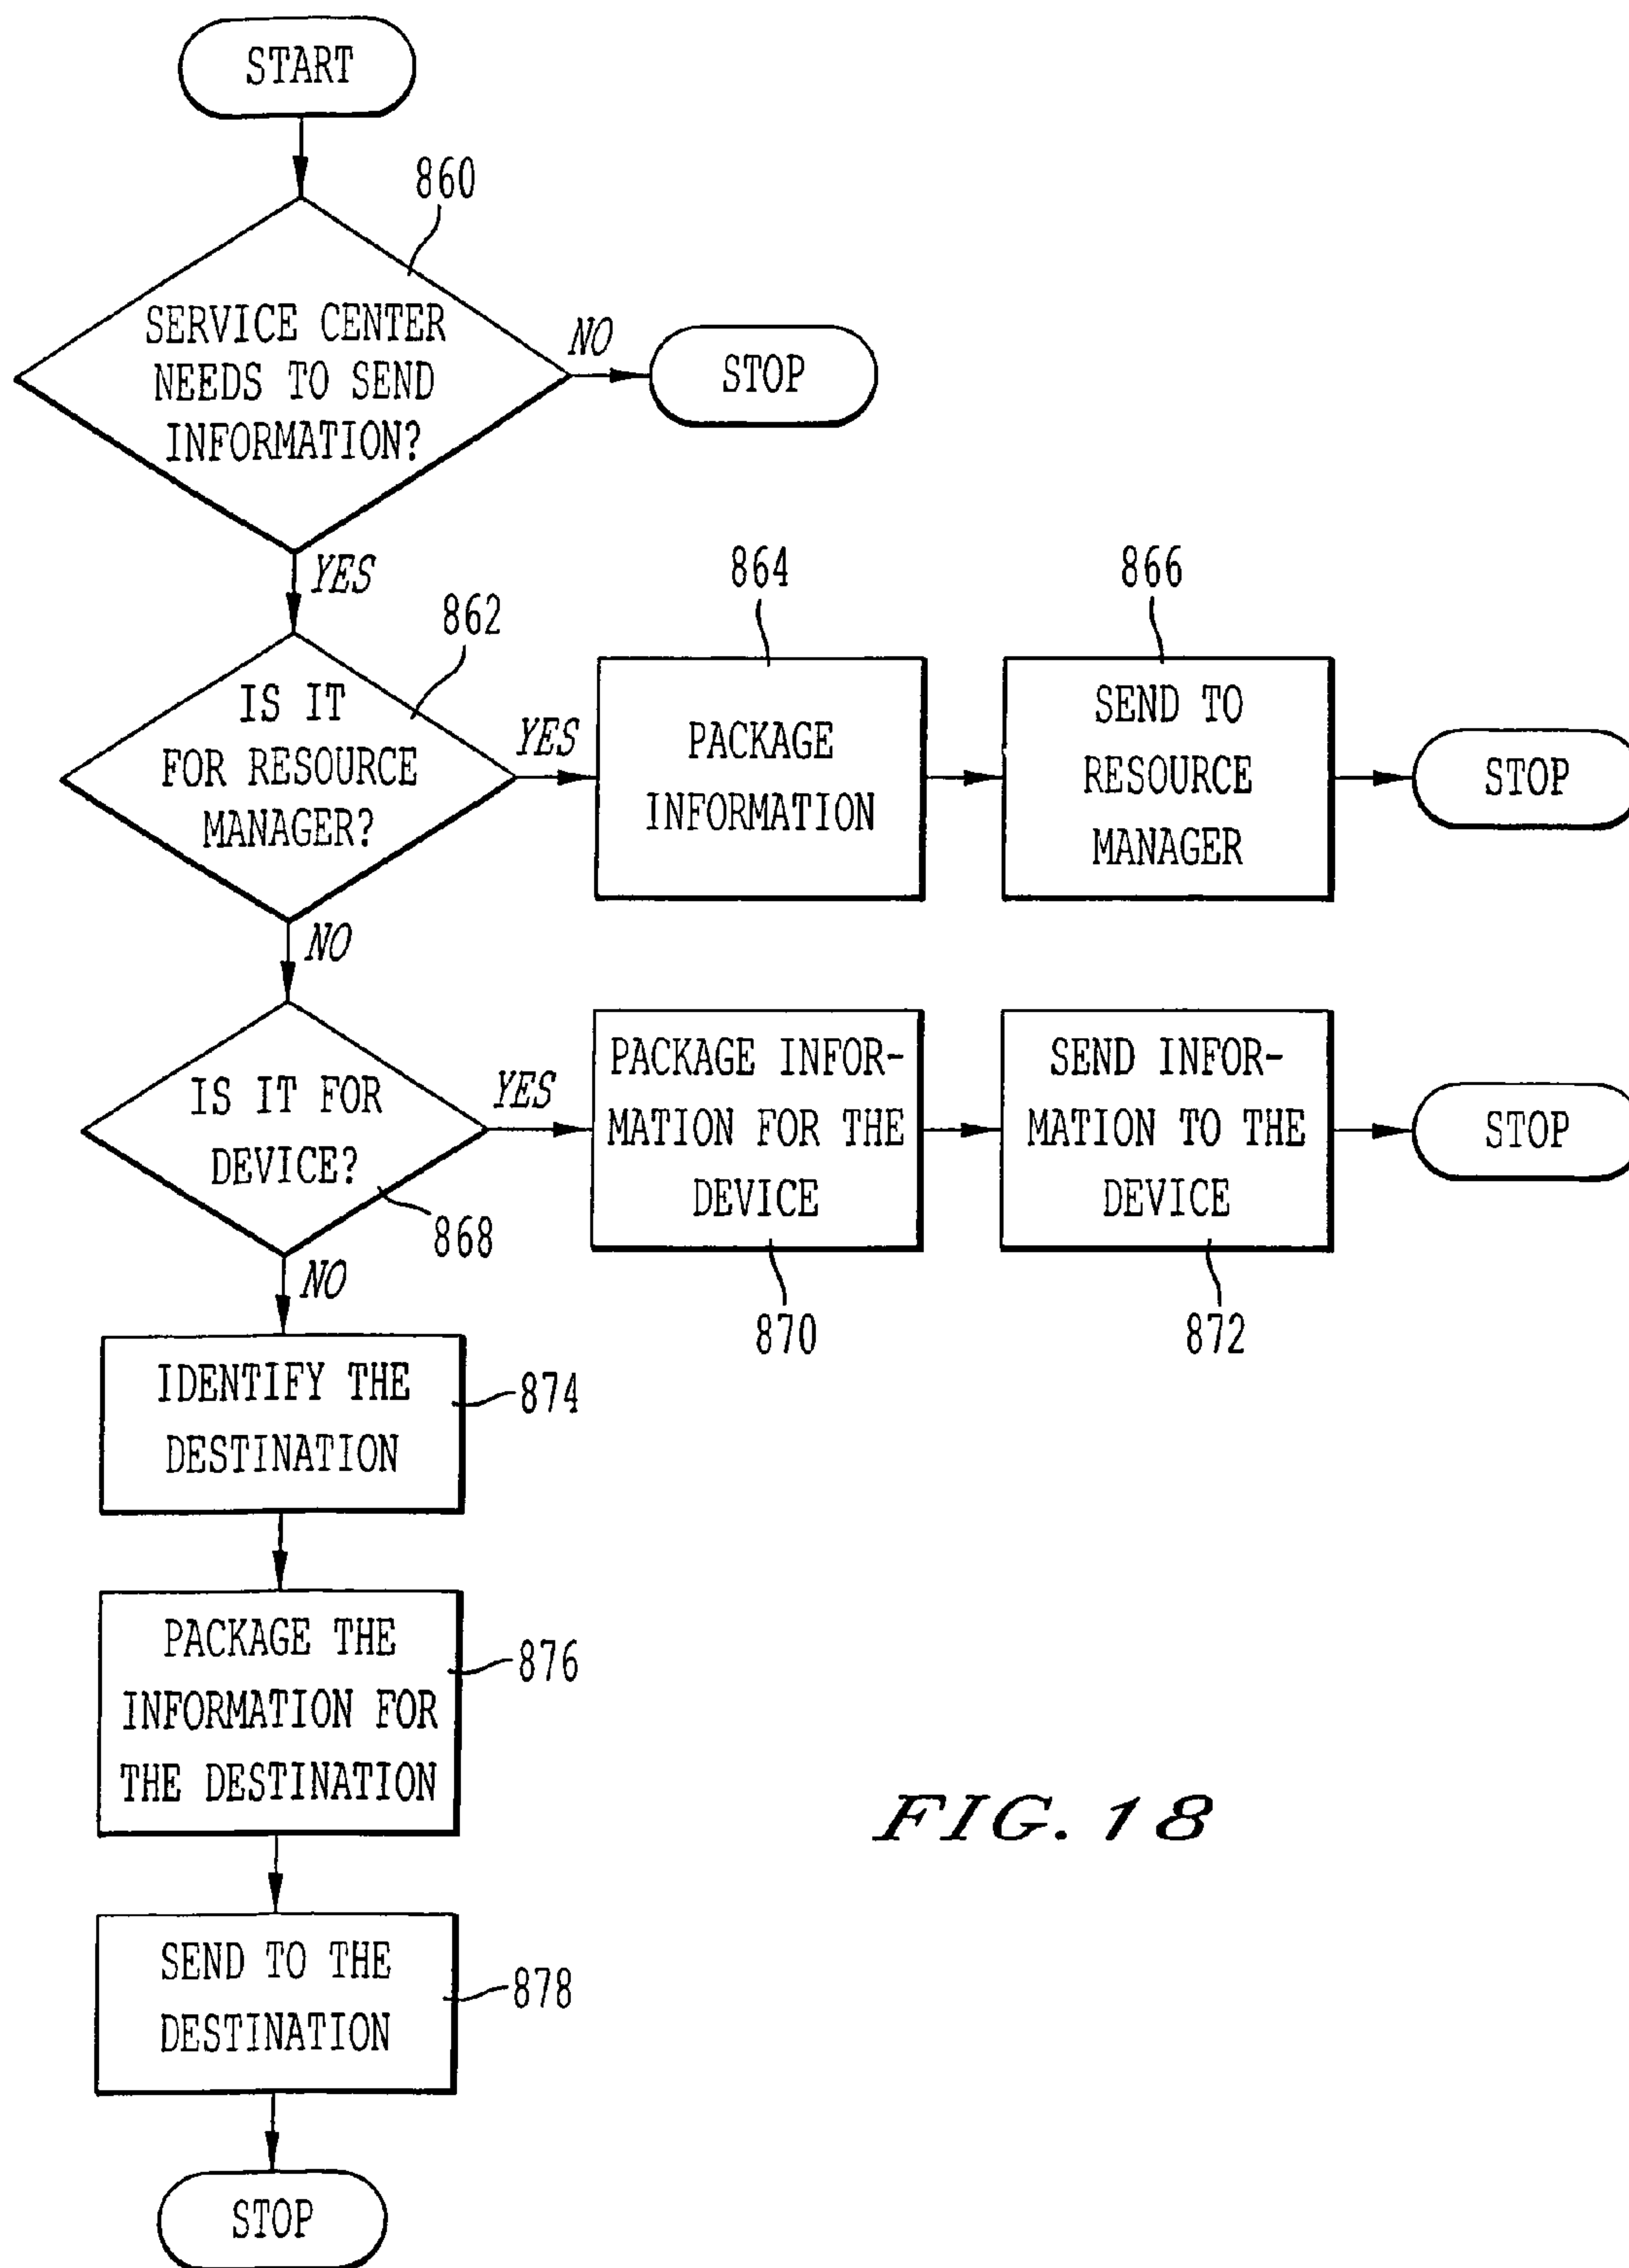 START
860
SERVICE CENTER
NEEDS TO SEND
INFORMATION?
NO
STOP
YES
862
IS IT
FOR RESOURCE
MANAGER?
YES
864
PACKAGE
INFORMATION
866
SEND TO
RESOURCE
MANAGER
STOP
NO
IS IT FOR
DEVICE?
868
YES
PACKAGE INFOR-
MATION FOR THE
DEVICE
870
SEND INFOR-
MATION TO THE
DEVICE
872
STOP
NO
IDENTIFY THE
DESTINATION
874
PACKAGE THE
INFORMATION FOR
THE DESTINATION
876
SEND TO THE
DESTINATION
878
STOP
FIG. 18